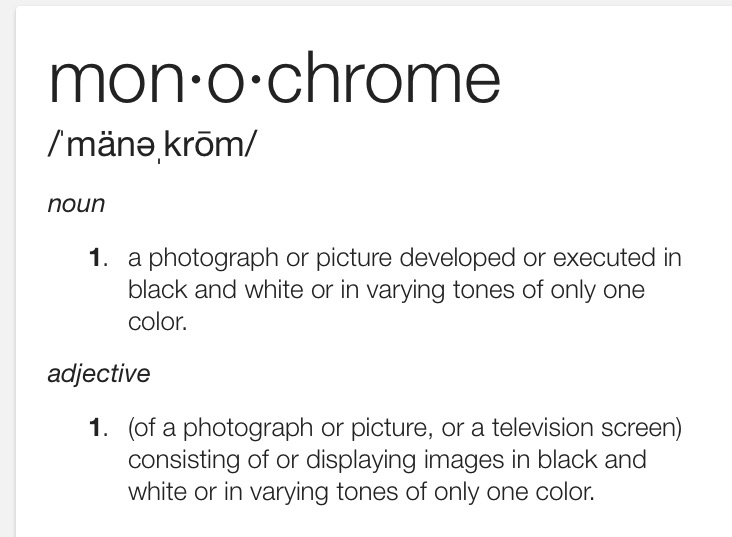 mon·o·chrome
/ˈmänəˌkrōm/
noun
1. a photograph or picture developed or executed in
black and white or in varying tones of only one
color.
adjective
1. (of a photograph or picture, or a television screen)
consisting of or displaying images in black and
white or in varying tones of only one color.